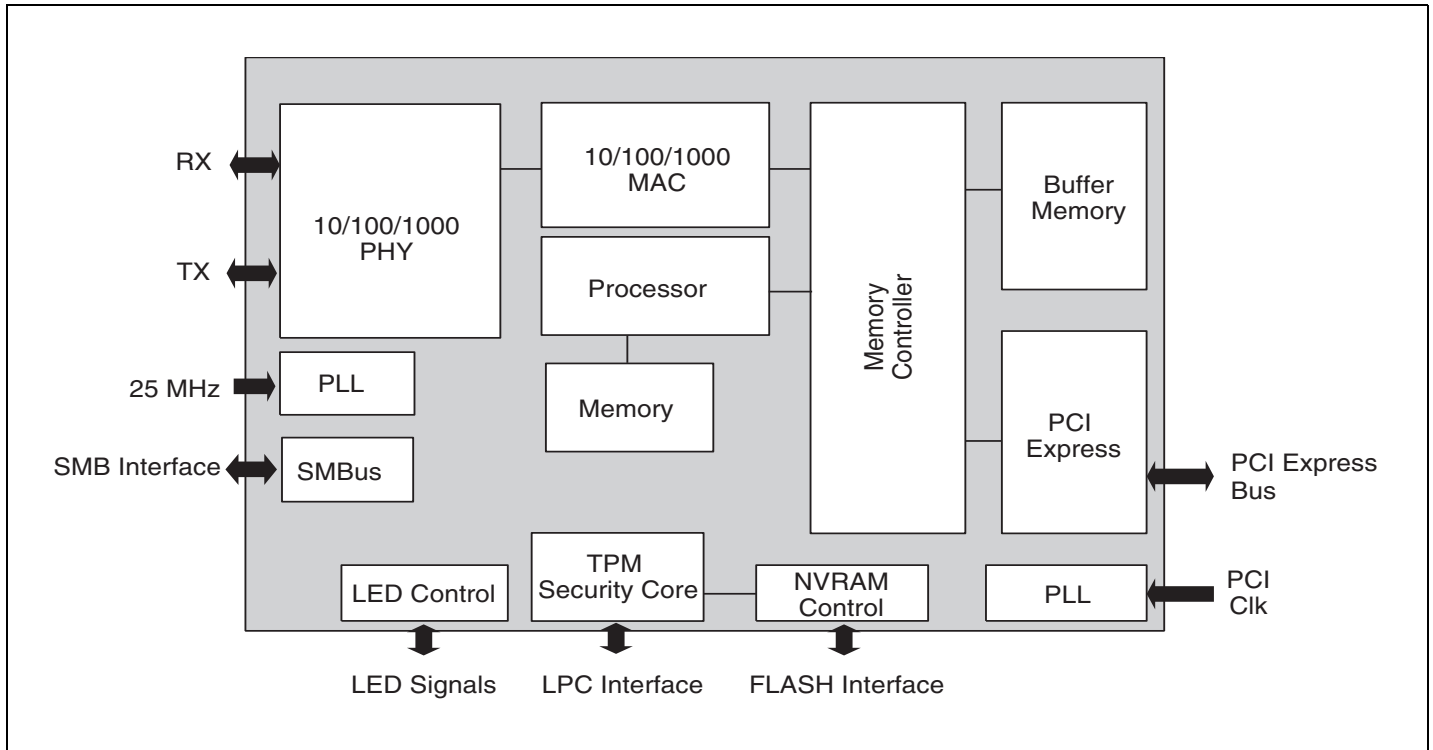 RX
TX
25 MHz
SMB Interface
10/100/1000
PHY
PLL
SMBus
10/100/1000
MAC
Processor
Memory
Memory
Controller
Buffer
Memory
PCI
Express
PCI Express
Bus
LED Control
TPM
Security Core
NVRAM
Control
PLL
PCI
Clk
LED Signals
LPC Interface
FLASH Interface